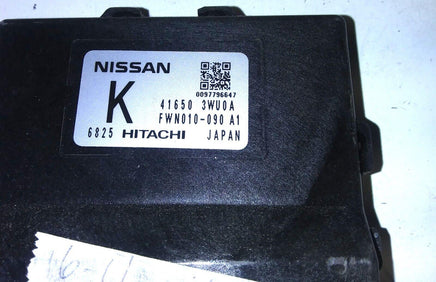 NISSAN
0097796647
K
41650 3WU0A
FWN010-090 A1
6825 HITACHI JAPAN